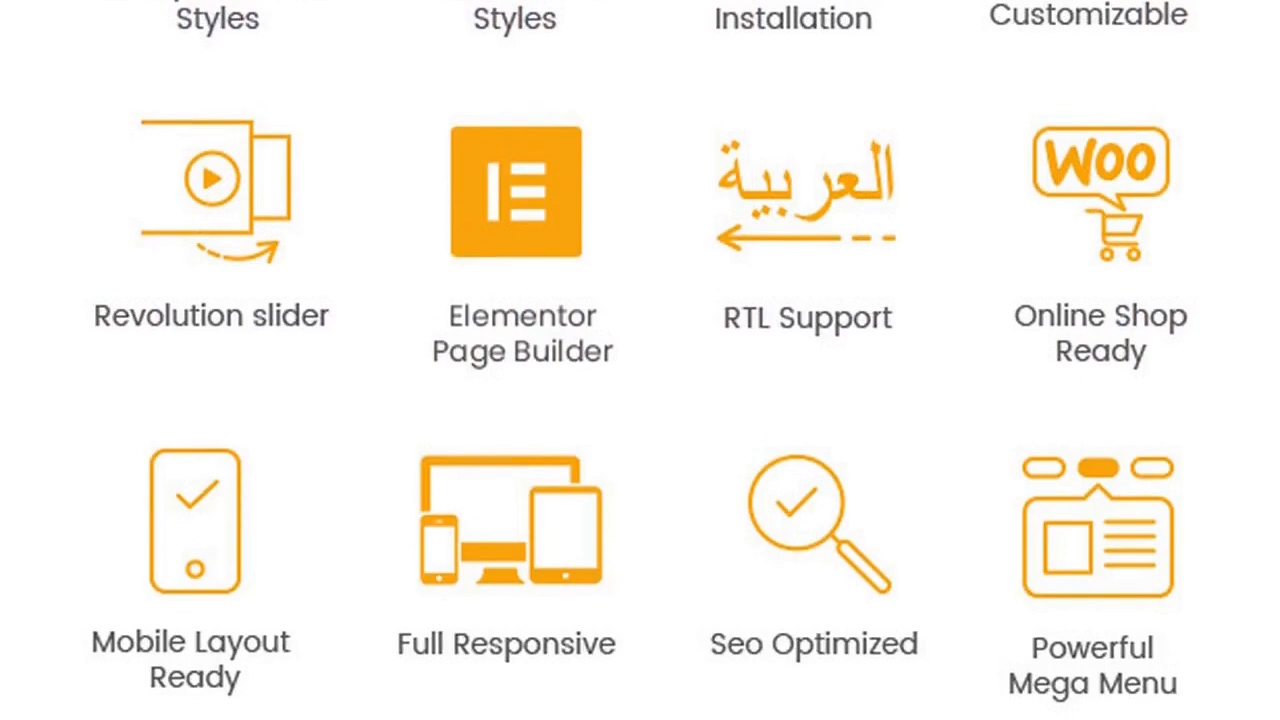 Styles
Styles
Installation
Customizable
العربية
WOO
Revolution slider
Elementor
Page Builder
RTL Support
Online Shop
Ready
Mobile Layout
Ready
Full Responsive
Seo Optimized
Powerful
Mega Menu